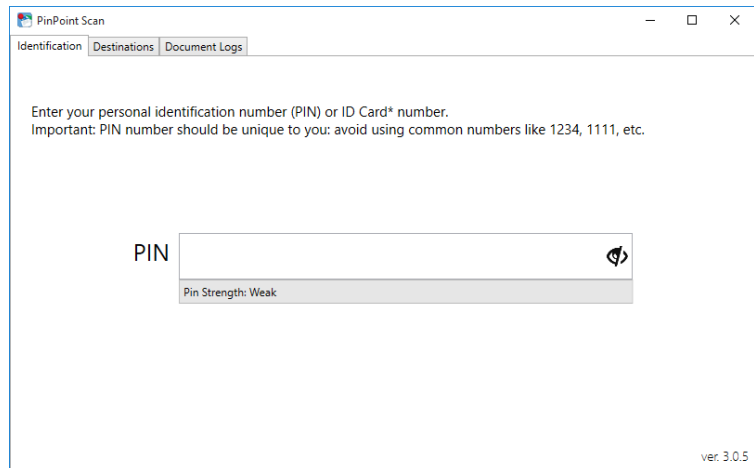 PinPoint Scan
Identification Destinations Document Logs
Enter your personal identification number (PIN) or ID Card* number.
Important: PIN number should be unique to you: avoid using common numbers like 1234, 1111, etc.
PIN
Pin Strength: Weak
ver. 3.0.5